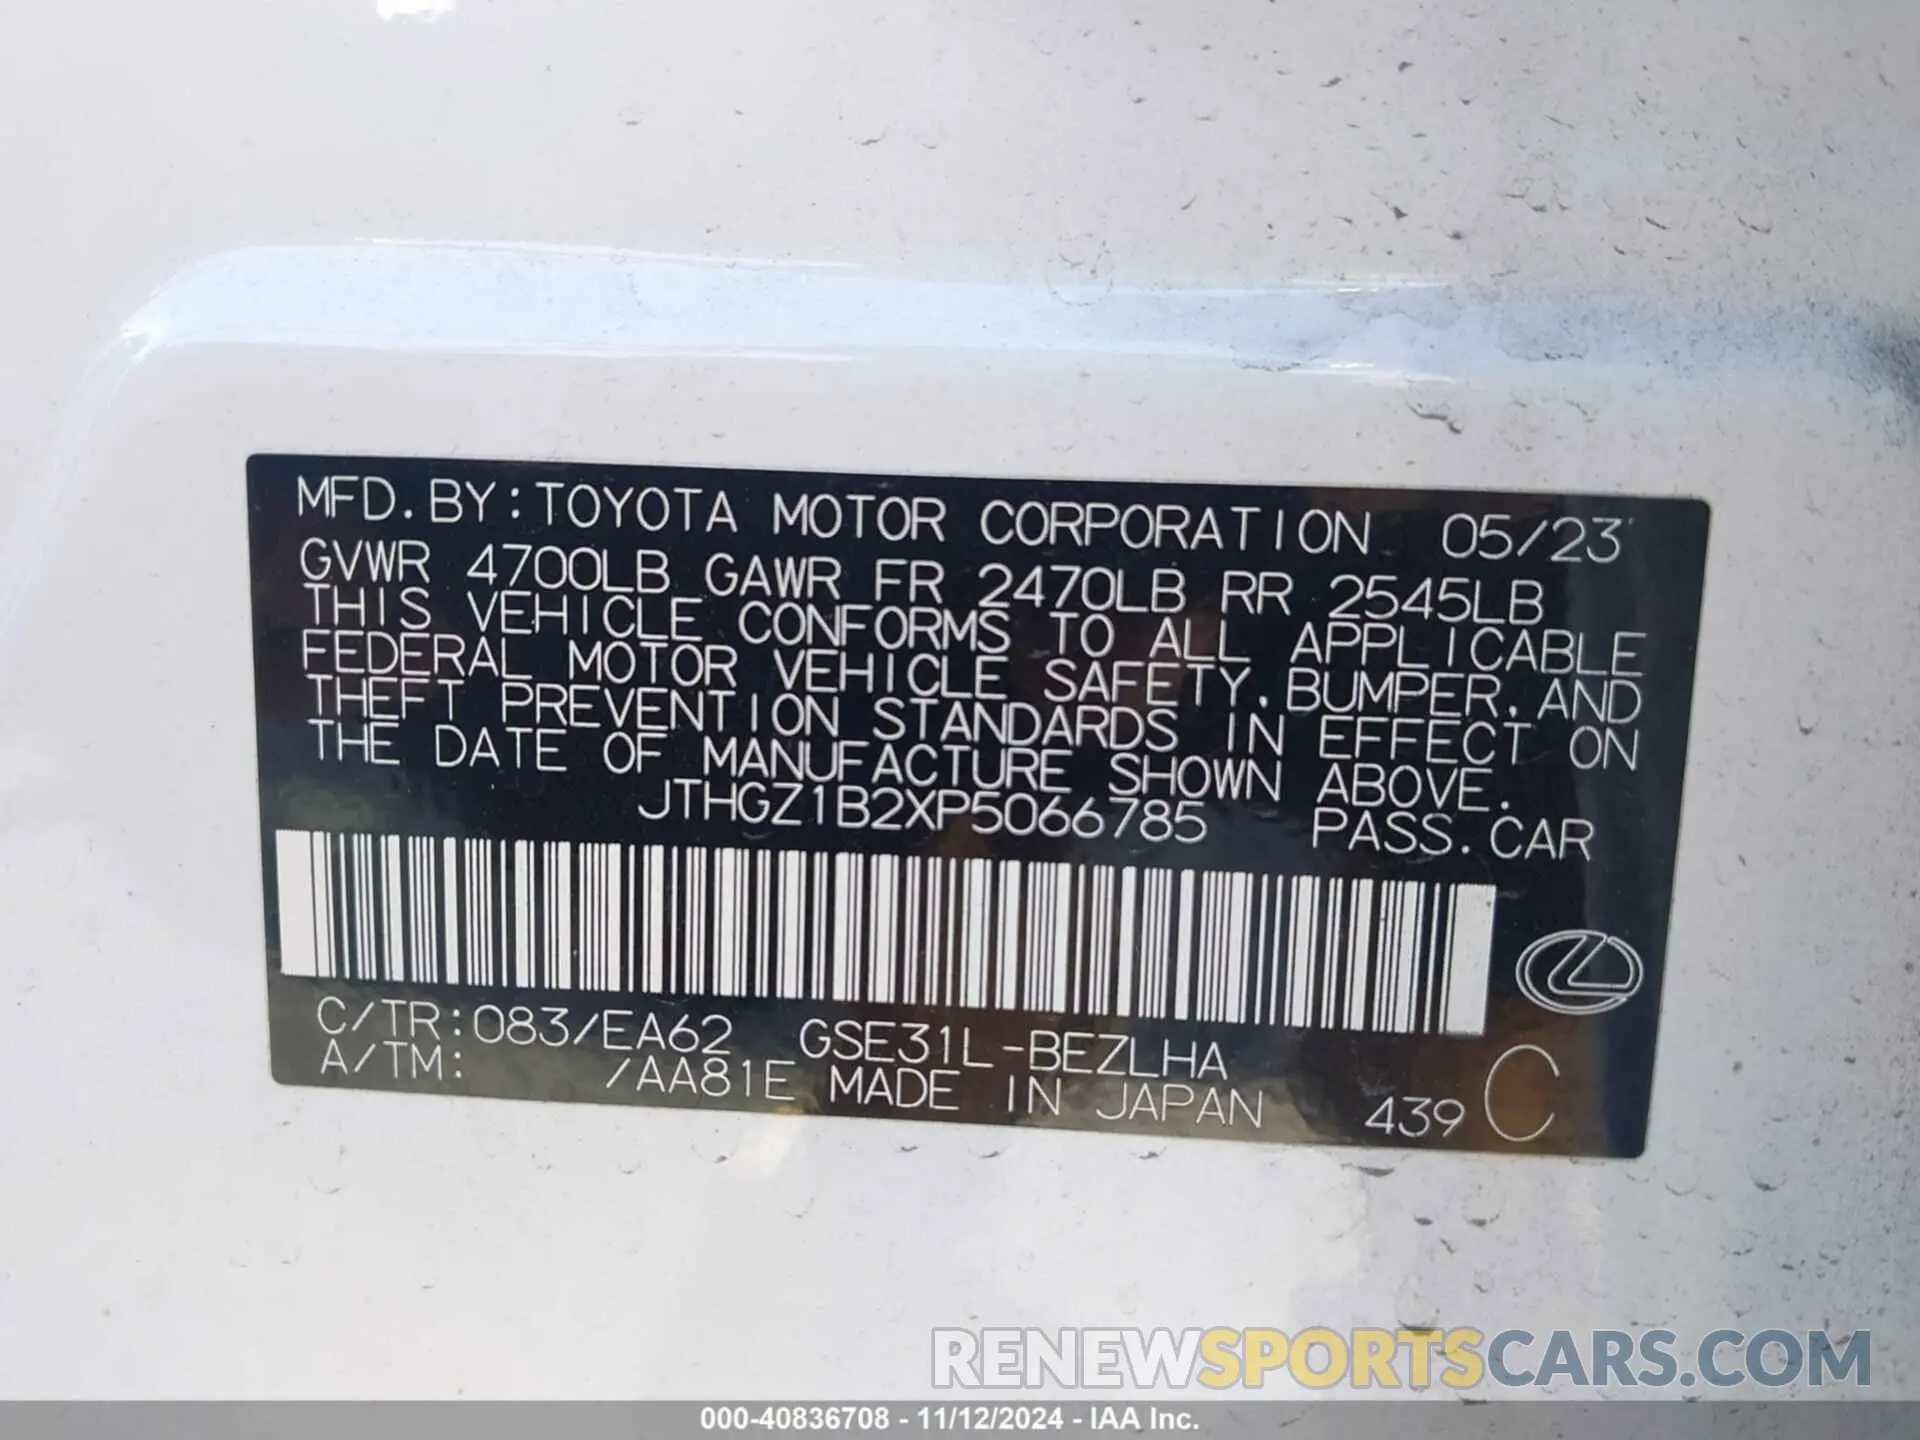 MFD. BY: TOYOTA MOTOR CORPORATION 05/23
GVWR 4700LB GAWR FR 2470LB RR 2545LB
THIS VEHICLE CONFORMS TO ALL APPLICABLE
FEDERAL MOTOR VEHICLE SAFETY, BUMPER, AND
THEFT PREVENTION STANDARDS IN EFFECT ON
THE DATE OF MANUFACTURE SHOWN ABOVE.
JTHGZ1B2XP5066785 PASS. CAR
C/TR: 083/EA62 GSE31L-BEZLHA
A/TM: /AA81E MADE IN JAPAN 439 C
RENEWSPORTSCARS.COM
000-40836708 - 11/12/2024 - IAA Inc.